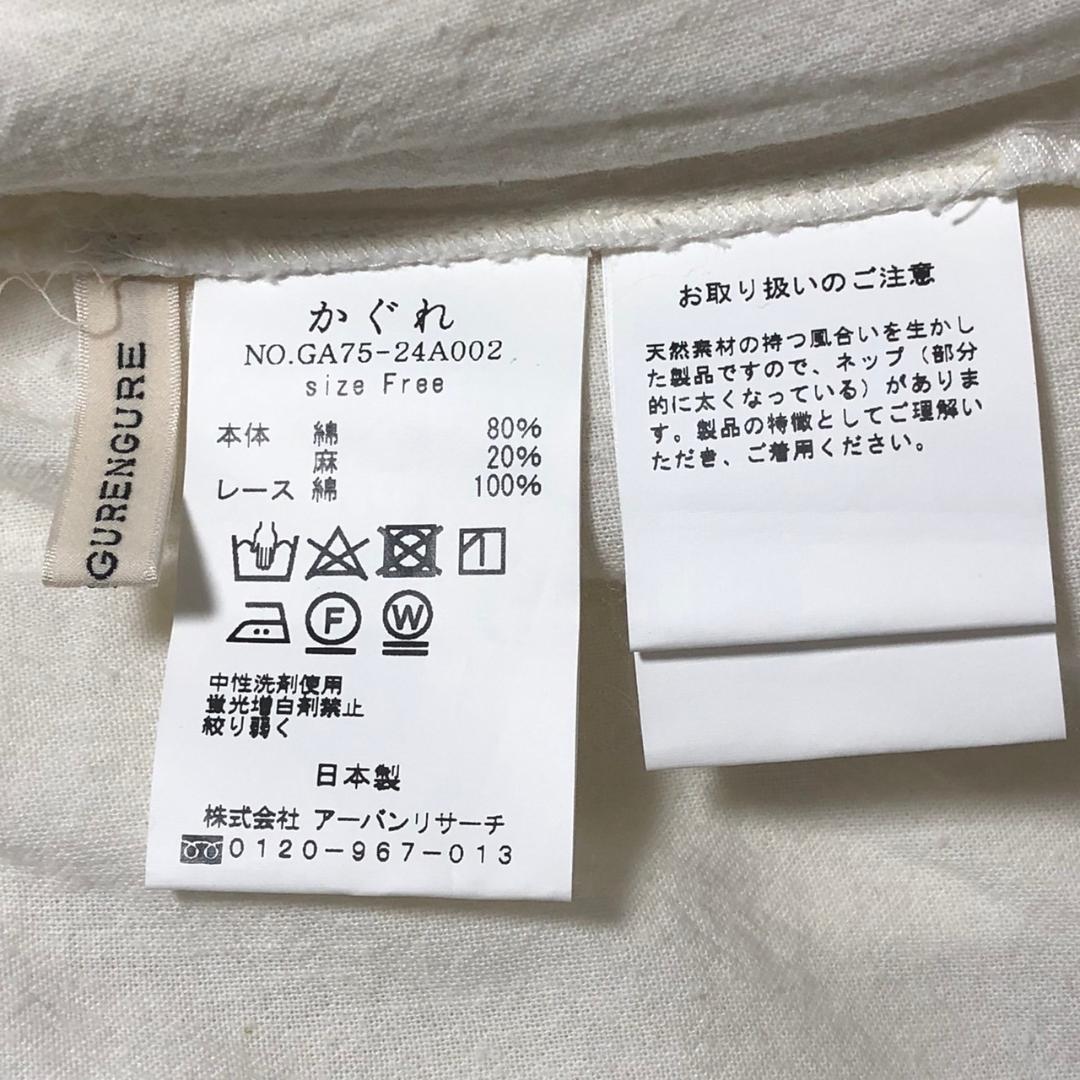 GURENGURE
かぐれ
NO.GA75-24A002
size Free
本体 綿 80%
麻 20%
レース 綿 100%
F W
中性洗剤使用
蛍光増白剤禁止
絞り弱く
日本製
株式会社 アーバンリサーチ
0120-967-013
お取り扱いのご注意
天然素材の持つ風合いを生かし
た製品ですので、ネップ（部分
的に太くなっている）がありま
す。製品の特徴としてご理解い
ただき、ご着用ください。